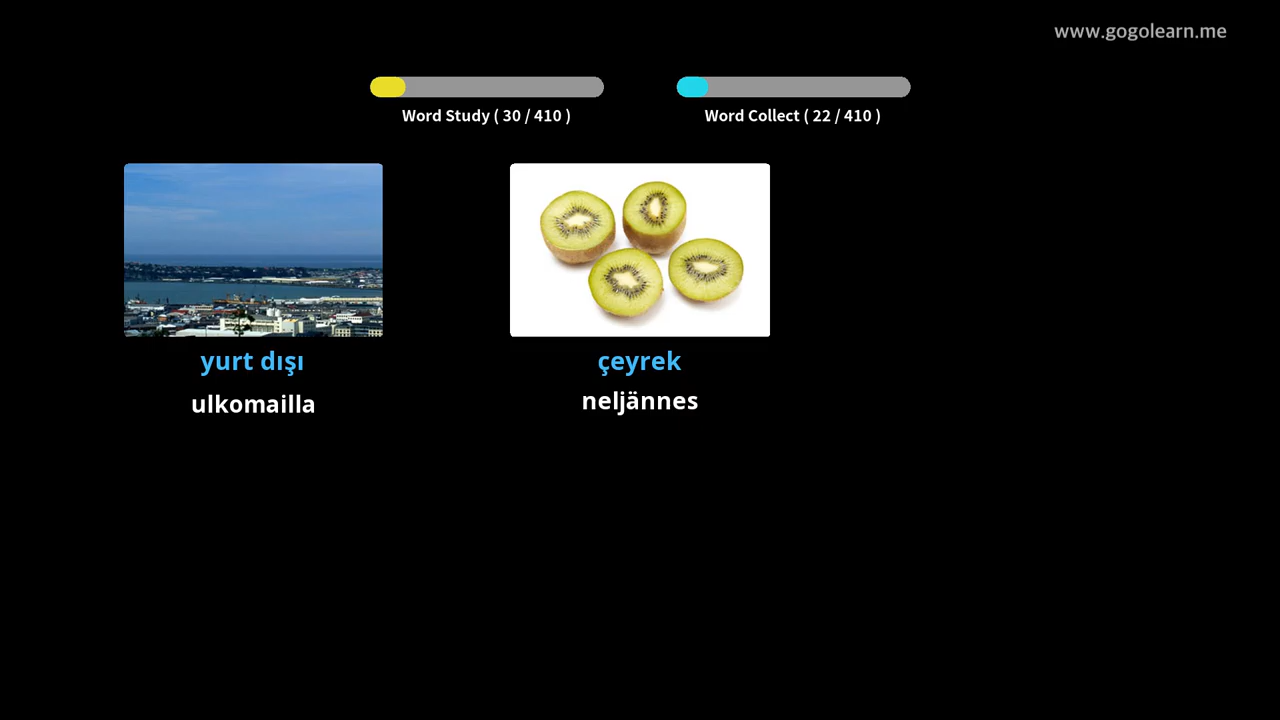 www.gogolearn.me
Word Study ( 30 / 410 )
Word Collect ( 22 / 410 )
yurt dışı
ulkomailla
çeyrek
neljännes